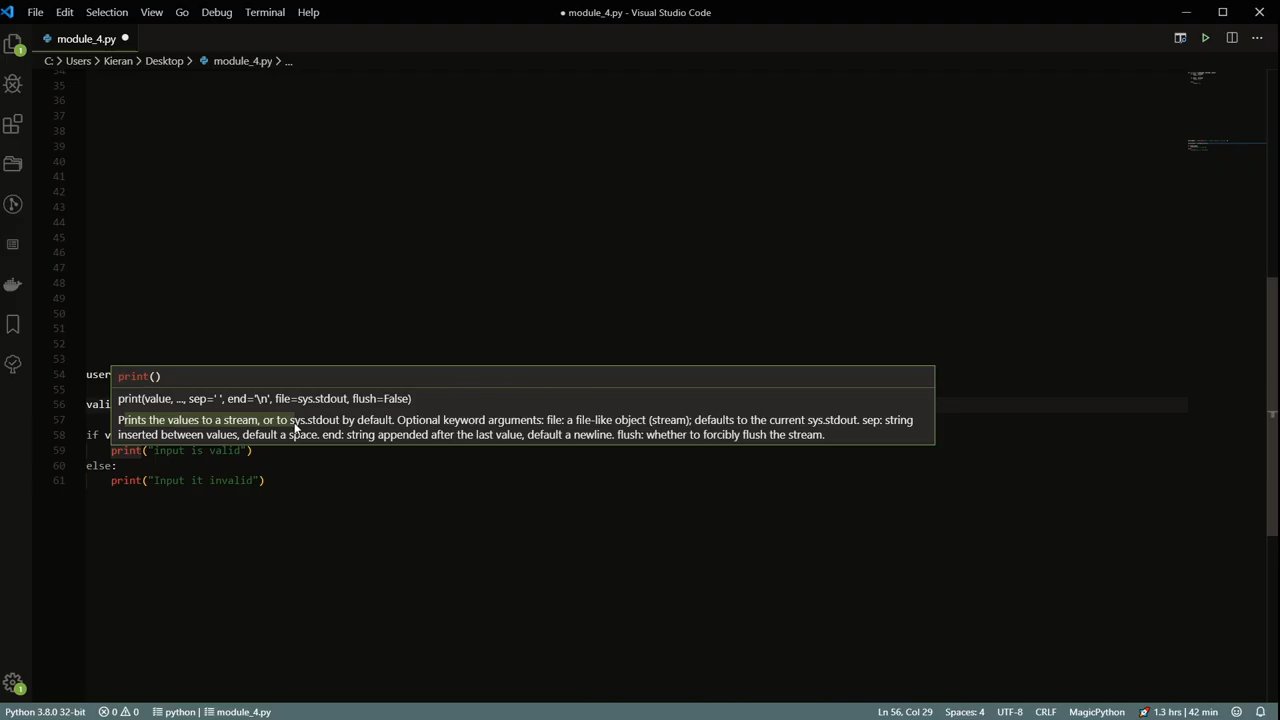 File Edit Selection View Go Debug Terminal Help ● module_4.py - Visual Studio Code
module_4.py ●
C: > Users > Kieran > Desktop > module_4.py > ...
34
35
36
37
38
39
40
41
42
43
44
45
46
47
48
49
50
51
52
53
54 user
55
56 vali
57
58 if v
print()
print(value, ..., sep=' ', end='\n', file=sys.stdout, flush=False)
Prints the values to a stream, or to sys.stdout by default. Optional keyword arguments: file: a file-like object (stream); defaults to the current sys.stdout. sep: string
inserted between values, default a space. end: string appended after the last value, default a newline. flush: whether to forcibly flush the stream.
59 print("input is valid")
60 else:
61 print("Input it invalid")
Python 3.8.0 32-bit 0 0 python | module_4.py Ln 56, Col 29 Spaces: 4 UTF-8 CRLF MagicPython 1.3 hrs | 42 min